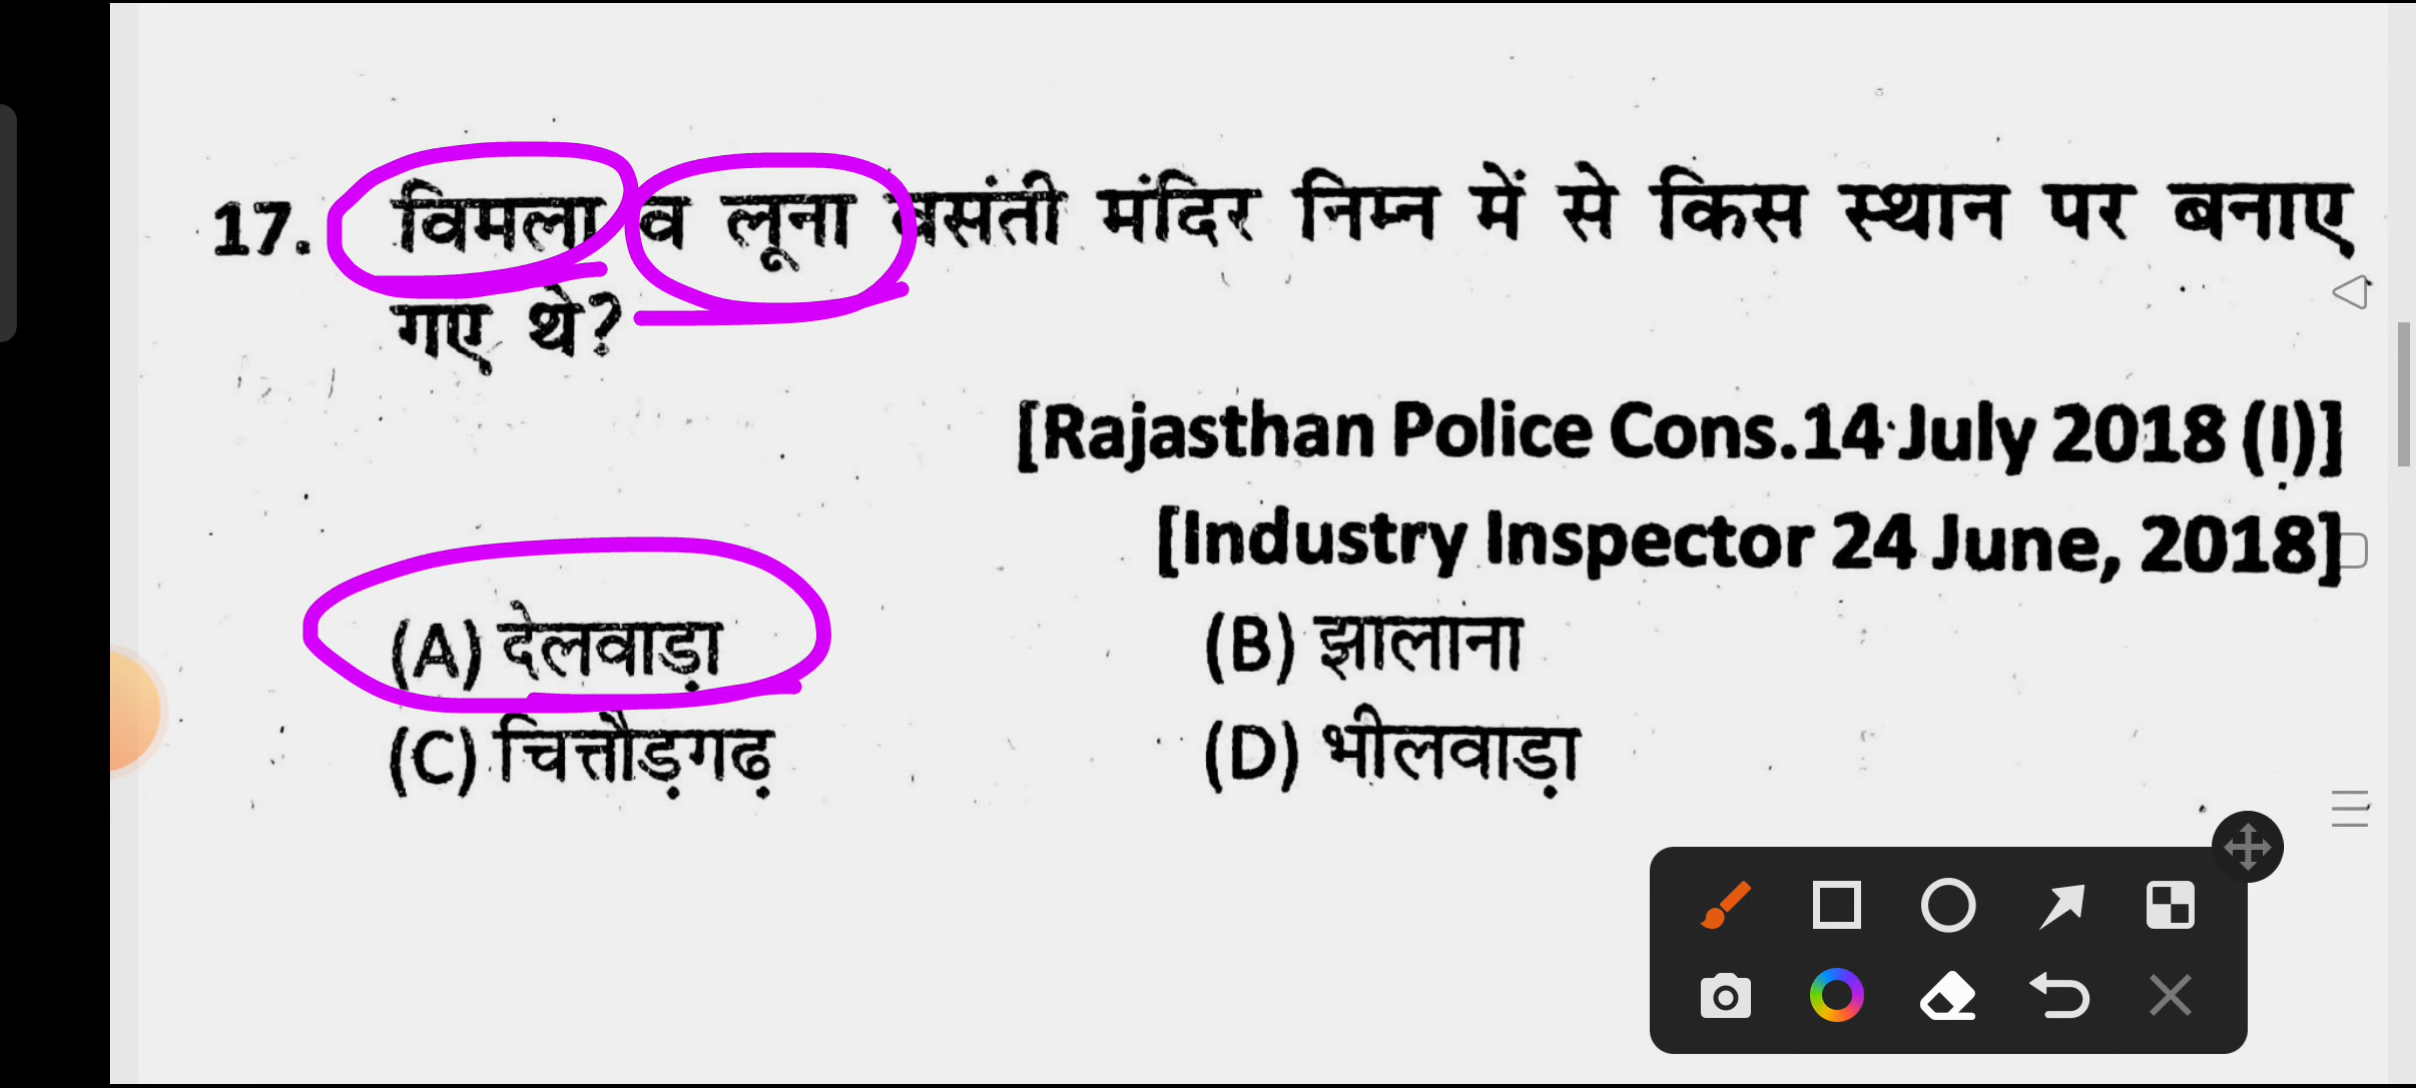 17. विमला व लूना वसंती मंदिर निम्न में से किस स्थान पर बनाए
गए थे?
[Rajasthan Police Cons.14 July 2018 (I)]
[Industry Inspector 24 June, 2018]
(A) देलवाड़ा (B) झालाना
(C) चित्तौड़गढ़ (D) भीलवाड़ा